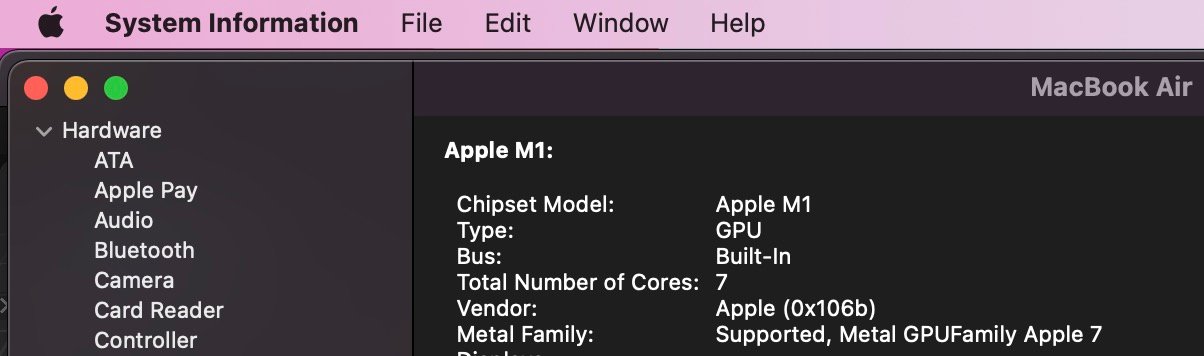 System Information File Edit Window Help
MacBook Air
Hardware
ATA
Apple Pay
Audio
Bluetooth
Camera
Card Reader
Controller
Apple M1:
Chipset Model: Apple M1
Type: GPU
Bus: Built-In
Total Number of Cores: 7
Vendor: Apple (0x106b)
Metal Family: Supported, Metal GPUFamily Apple 7